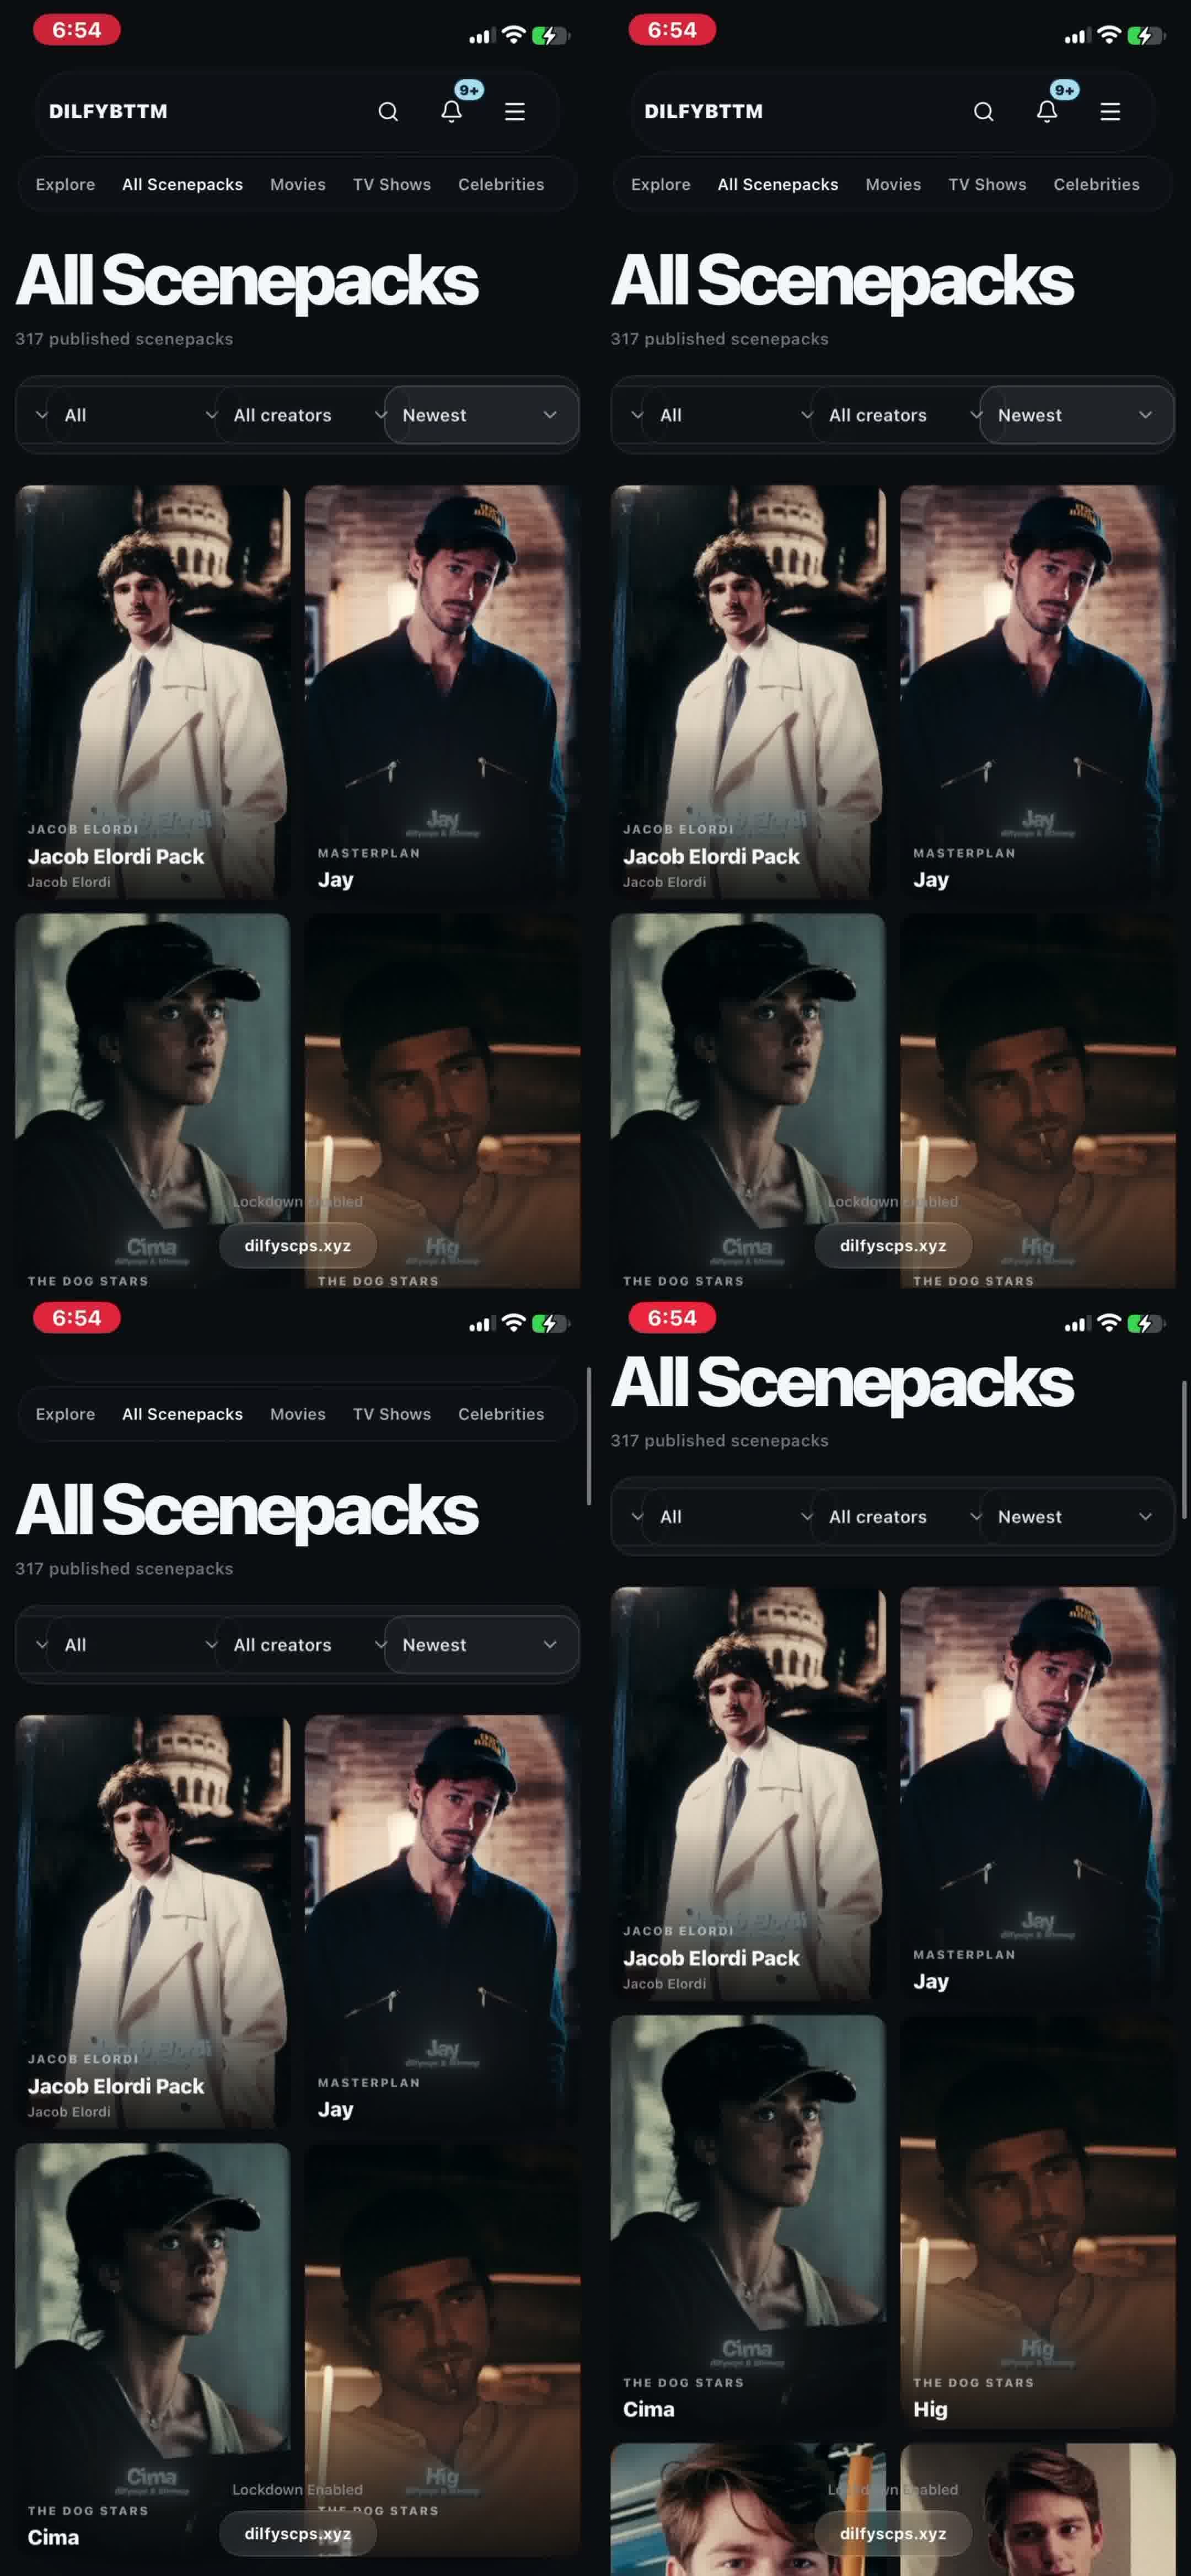 6:54
DILFYBTTM
9+
Explore All Scenepacks Movies TV Shows Celebrities
All Scenepacks
317 published scenepacks
All All creators Newest
Jay
JACOB ELORDI
Jacob Elordi Pack
Jacob Elordi
MASTERPLAN
Jay
Lockdown Enabled
Cima
dilfyscps.xyz
Hig
THE DOG STARS
THE DOG STARS
6:54
DILFYBTTM
9+
Explore All Scenepacks Movies TV Shows Celebrities
All Scenepacks
317 published scenepacks
All All creators Newest
Jay
JACOB ELORDI
Jacob Elordi Pack
Jacob Elordi
MASTERPLAN
Jay
Lockdown Enabled
Cima
dilfyscps.xyz
Hig
THE DOG STARS
THE DOG STARS
6:54
Explore All Scenepacks Movies TV Shows Celebrities
All Scenepacks
317 published scenepacks
All All creators Newest
Jay
JACOB ELORDI
Jacob Elordi Pack
Jacob Elordi
MASTERPLAN
Jay
Cima
Hig
Lockdown Enabled
THE DOG STARS
THE DOG STARS
Cima
dilfyscps.xyz
6:54
All Scenepacks
317 published scenepacks
All All creators Newest
Jay
JACOB ELORDI
Jacob Elordi Pack
Jacob Elordi
MASTERPLAN
Jay
Cima
Hig
THE DOG STARS
Cima
THE DOG STARS
Hig
Lockdown Enabled
dilfyscps.xyz